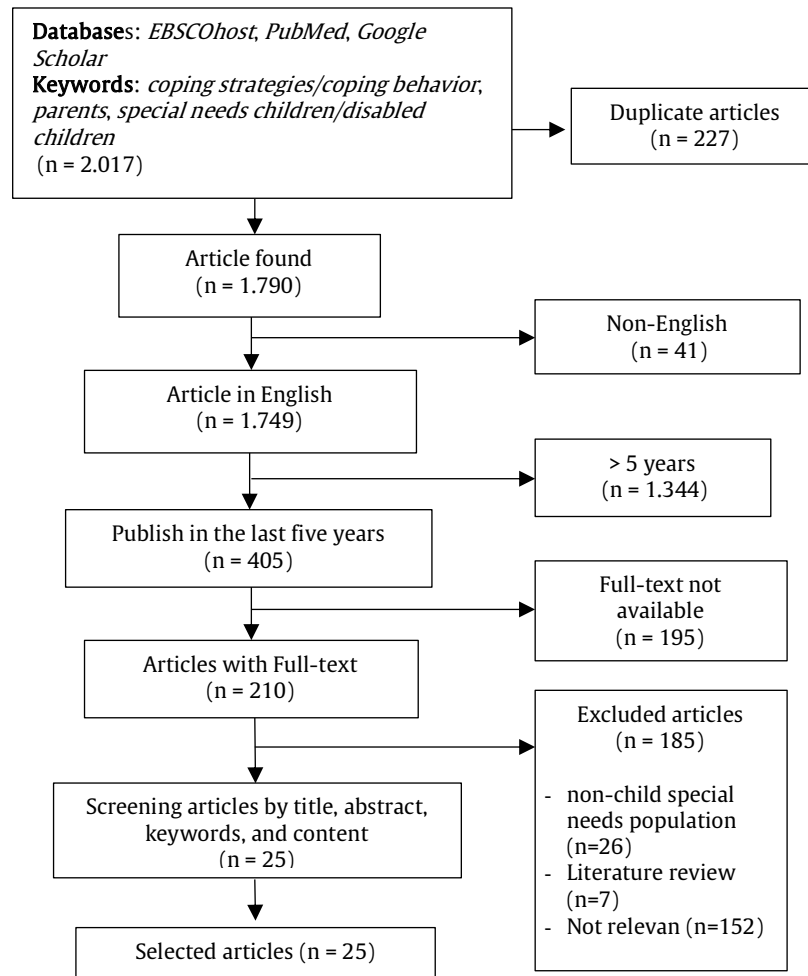 Databases: EBSCOhost, PubMed, Google
Scholar
Keywords: coping strategies/coping behavior,
parents, special needs children/disabled
children
(n = 2.017)
Duplicate articles
(n = 227)
Article found
(n = 1.790)
Non-English
(n = 41)
Article in English
(n = 1.749)
> 5 years
(n = 1.344)
Publish in the last five years
(n = 405)
Full-text not
available
(n = 195)
Articles with Full-text
(n = 210)
Excluded articles
(n = 185)
- non-child special
needs population
(n=26)
- Literature review
(n=7)
- Not relevan (n=152)
Screening articles by title, abstract,
keywords, and content
(n = 25)
Selected articles (n = 25)